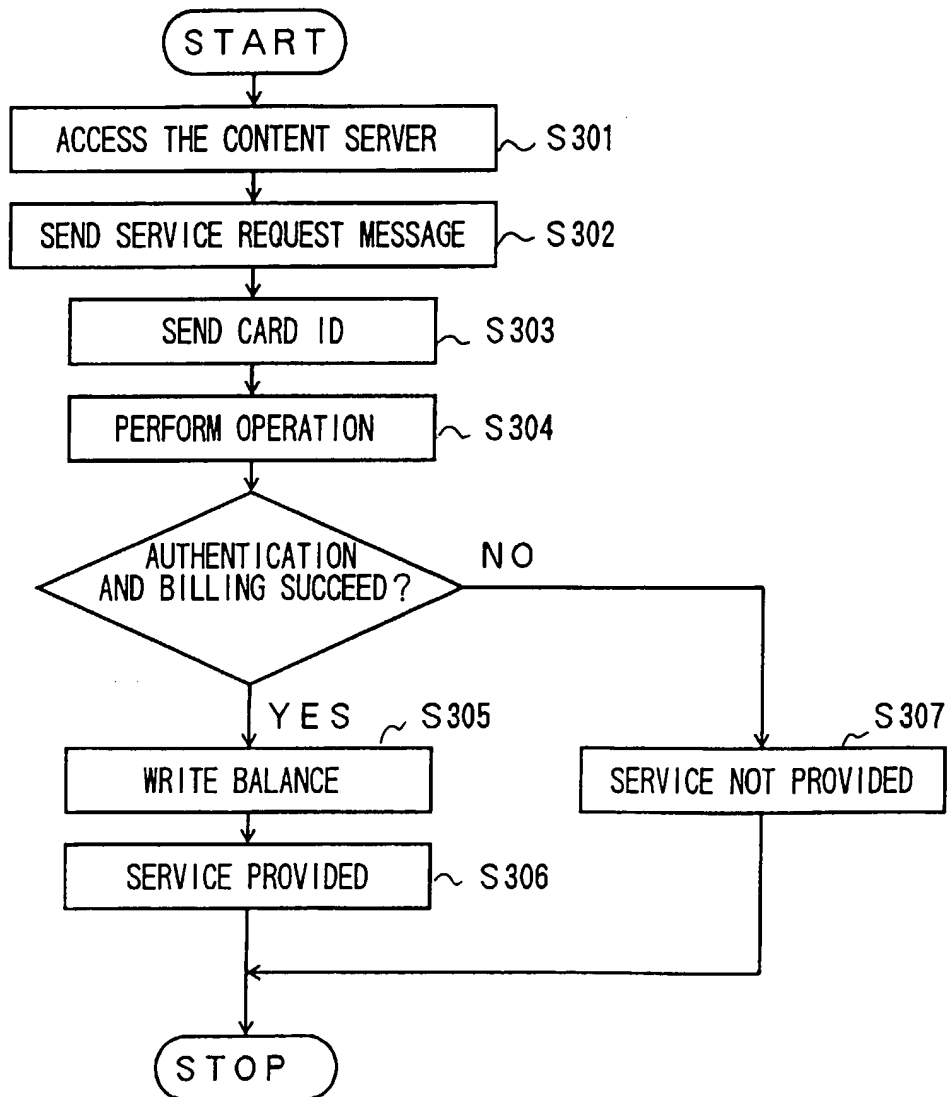 START
ACCESS THE CONTENT SERVER
S301
SEND SERVICE REQUEST MESSAGE
S302
SEND CARD ID
S303
PERFORM OPERATION
S304
AUTHENTICATION
AND BILLING SUCCEED?
NO
YES
S305
WRITE BALANCE
S307
SERVICE NOT PROVIDED
SERVICE PROVIDED
S306
STOP